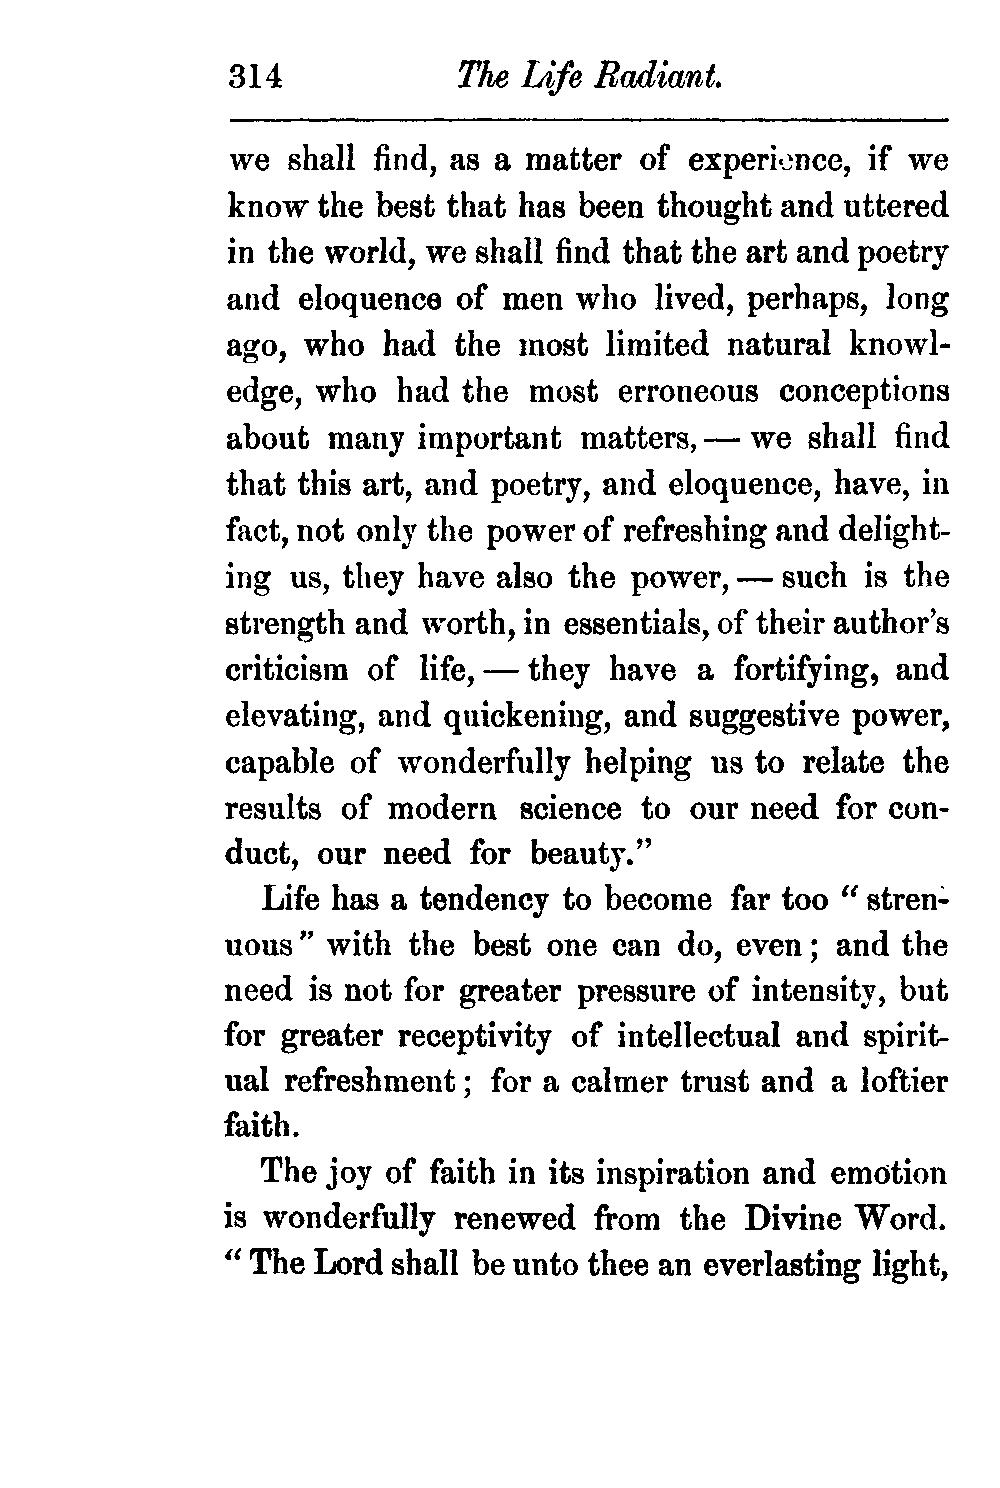 314 The Life Radiant.
we shall find, as a matter of experience, if we
know the best that has been thought and uttered
in the world, we shall find that the art and poetry
and eloquence of men who lived, perhaps, long
ago, who had the most limited natural knowl-
edge, who had the most erroneous conceptions
about many important matters, — we shall find
that this art, and poetry, and eloquence, have, in
fact, not only the power of refreshing and delight-
ing us, they have also the power, — such is the
strength and worth, in essentials, of their author's
criticism of life, — they have a fortifying, and
elevating, and quickening, and suggestive power,
capable of wonderfully helping us to relate the
results of modern science to our need for con-
duct, our need for beauty."
Life has a tendency to become far too "stren-
uous" with the best one can do, even; and the
need is not for greater pressure of intensity, but
for greater receptivity of intellectual and spirit-
ual refreshment; for a calmer trust and a loftier
faith.
The joy of faith in its inspiration and emotion
is wonderfully renewed from the Divine Word.
"The Lord shall be unto thee an everlasting light,